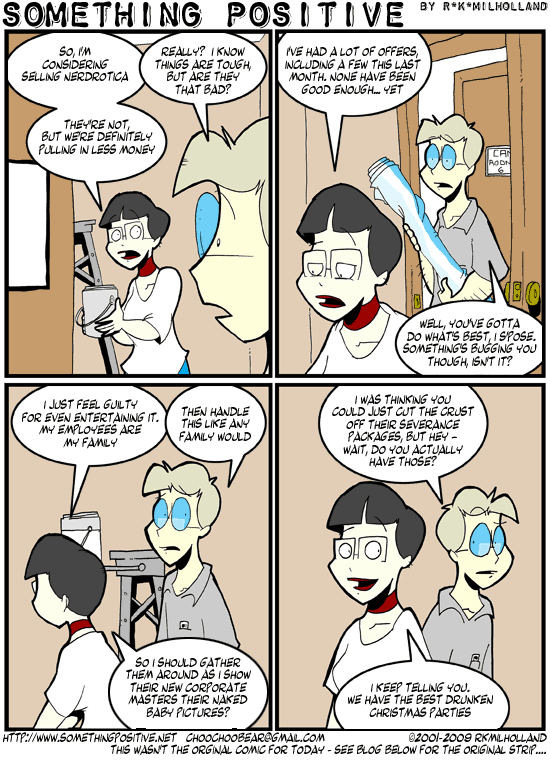 SOMETHING POSITIVE BY R*K*MILHOLLAND
SO, I'M
CONSIDERING
SELLING NERDROTICA
REALLY? I KNOW
THINGS ARE TOUGH,
BUT ARE THEY
THAT BAD?
THEY'RE NOT,
BUT WE'RE DEFINITELY
PULLING IN LESS MONEY
I'VE HAD A LOT OF OFFERS,
INCLUDING A FEW THIS LAST
MONTH. NONE HAVE BEEN
GOOD ENOUGH... YET
CAN
ROOM
6
WELL, YOU'VE GOTTA
DO WHAT'S BEST, I S'POSE.
SOMETHING'S BUGGING YOU
THOUGH, ISN'T IT?
I JUST FEEL GUILTY
FOR EVEN ENTERTAINING IT.
MY EMPLOYEES ARE
MY FAMILY
THEN HANDLE
THIS LIKE ANY
FAMILY WOULD
SO I SHOULD GATHER
THEM AROUND AS I SHOW
THEIR NEW CORPORATE
MASTERS THEIR NAKED
BABY PICTURES?
I WAS THINKING YOU
COULD JUST CUT THE CRUST
OFF THEIR SEVERANCE
PACKAGES, BUT HEY -
WAIT, DO YOU ACTUALLY
HAVE THOSE?
I KEEP TELLING YOU.
WE HAVE THE BEST DRUNKEN
CHRISTMAS PARTIES
HTTP://WWW.SOMETHINGPOSITIVE.NET CHOOCHOOBEAR@GMAIL.COM ©2001-2009 RKMILHOLLAND
THIS WASN'T THE ORGINAL COMIC FOR TODAY - SEE BLOG BELOW FOR THE ORIGINAL STRIP....